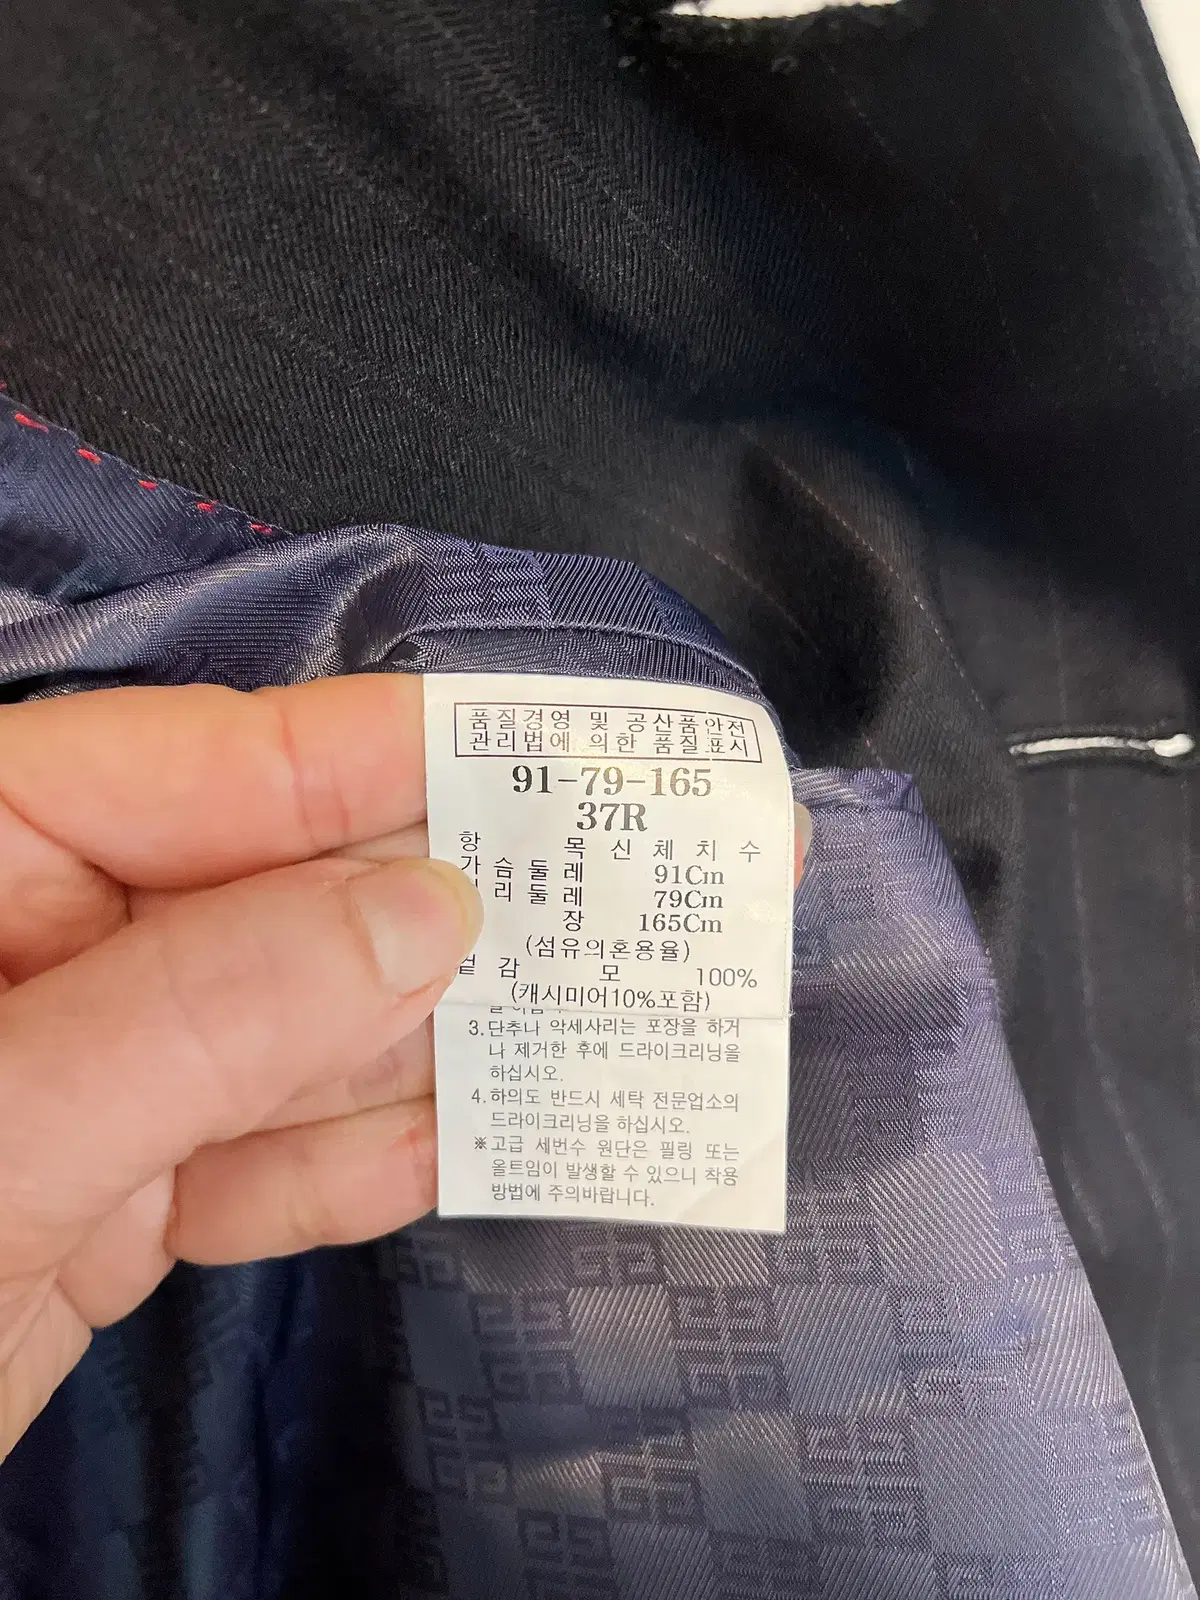 품질경영 및 공산품안전
관리법에 의한 품질표시
91-79-165
37R
항 목 신 체 치 수
가 슴 둘 레 91Cm
리 둘 레 79Cm
장 165Cm
(섬유의혼용율)
겉 감 모 100%
(캐시미어10%포함)
3. 단추나 악세사리는 포장을 하거
나 제거한 후에 드라이크리닝을
하십시오.
4. 하의도 반드시 세탁 전문업소의
드라이크리닝을 하십시오.
※고급 세번수 원단은 필링 또는
올트임이 발생할 수 있으니 착용
방법에 주의바랍니다.